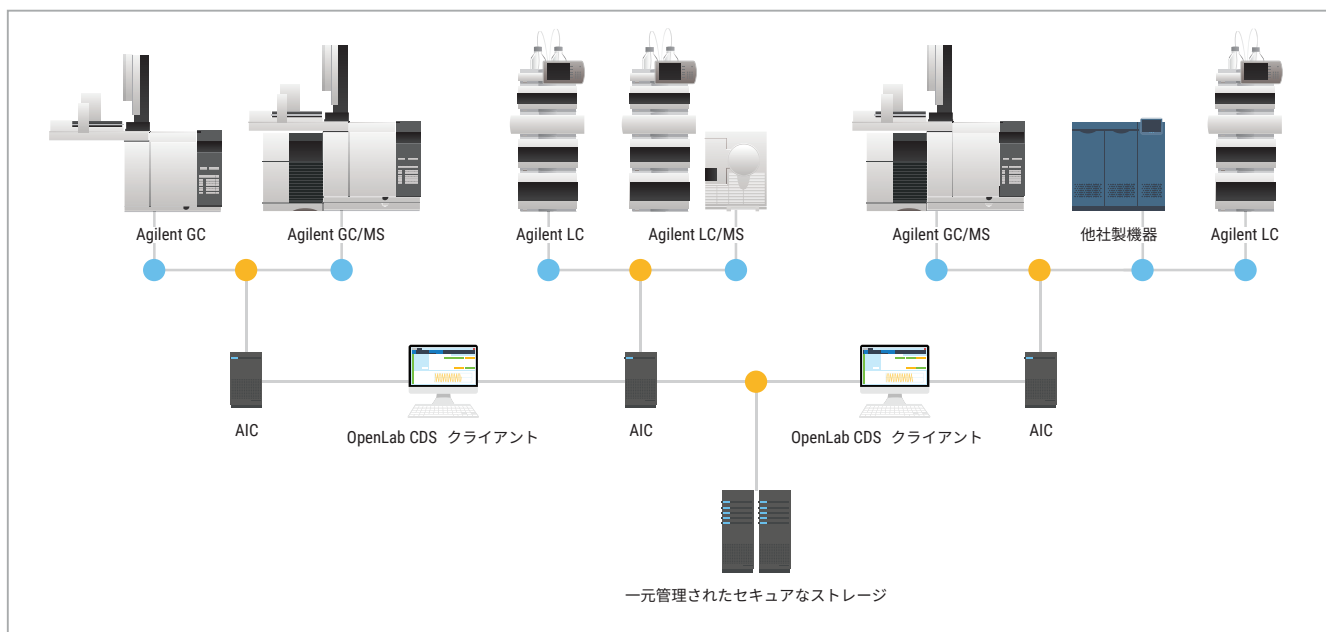 Agilent GC
Agilent GC/MS
Agilent LC
Agilent LC/MS
Agilent GC/MS
他社製機器
Agilent LC
AIC
OpenLab CDS クライアント
AIC
OpenLab CDS クライアント
AIC
一元管理されたセキュアなストレージ